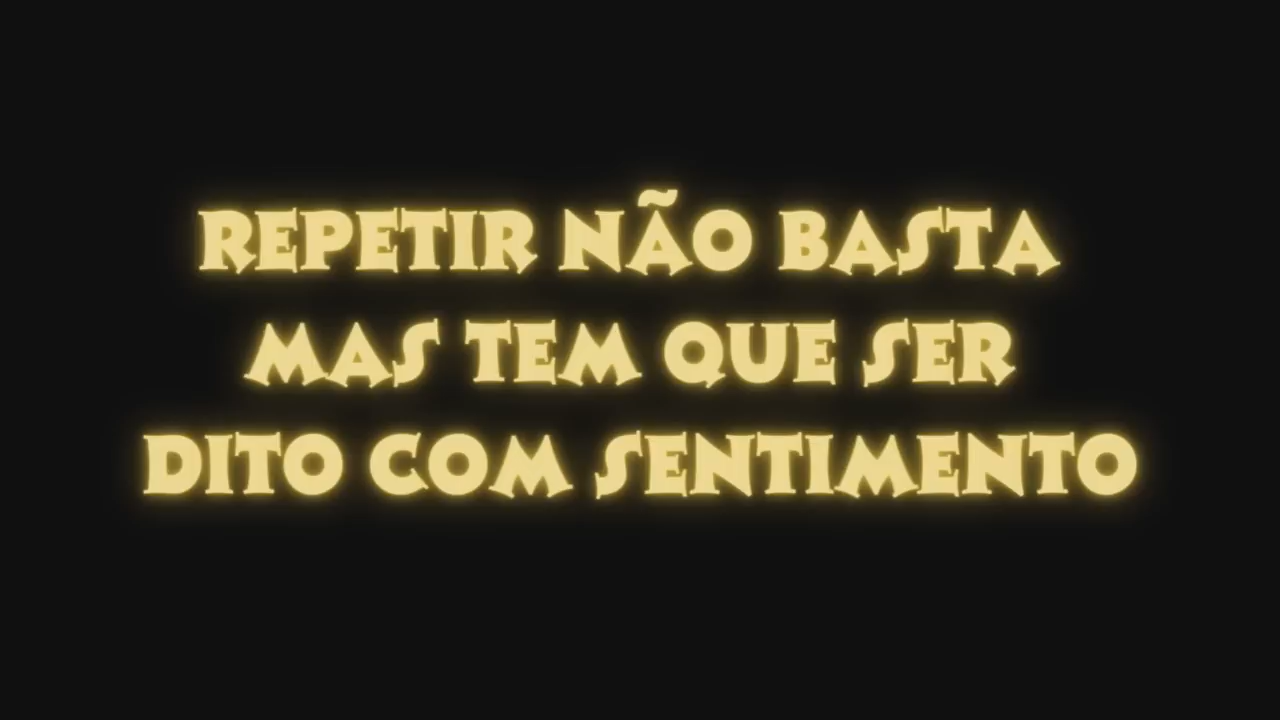 REPETIR NÃO BASTA
MAS TEM QUE SER
DITO COM SENTIMENTO